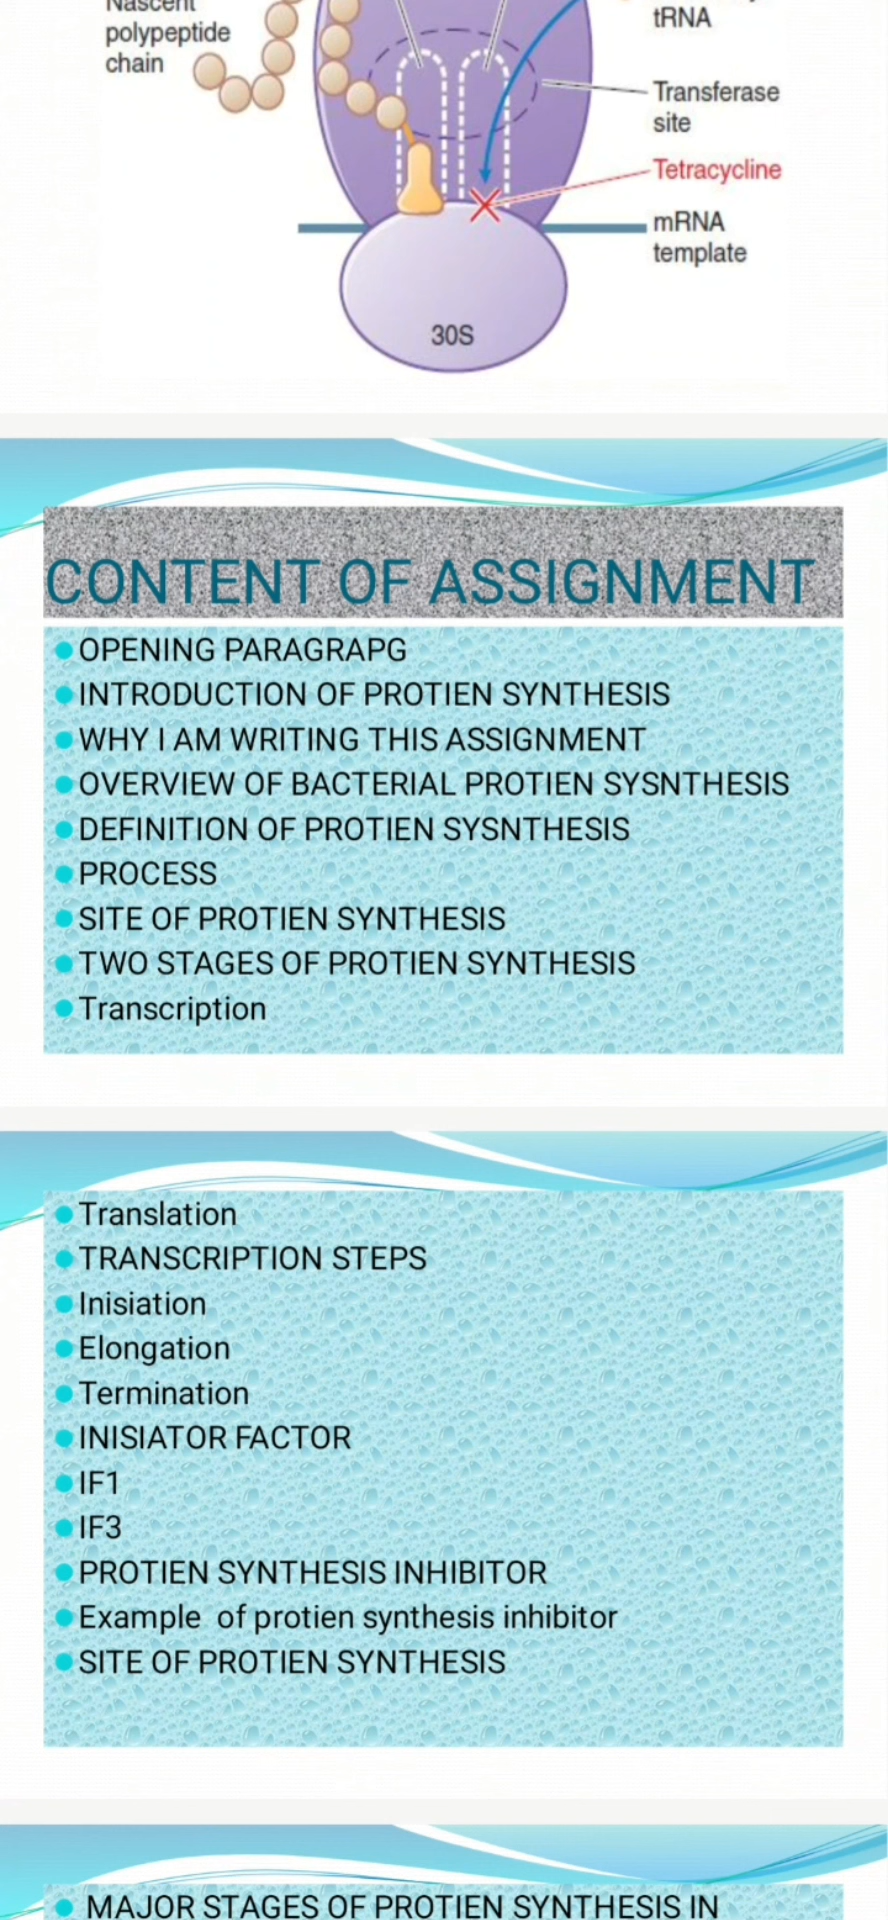 Nascent
polypeptide
chain
tRNA
Transferase
site
Tetracycline
mRNA
template
30S
CONTENT OF ASSIGNMENT
OPENING PARAGRAPG
INTRODUCTION OF PROTIEN SYNTHESIS
WHY I AM WRITING THIS ASSIGNMENT
OVERVIEW OF BACTERIAL PROTIEN SYSNTHESIS
DEFINITION OF PROTIEN SYSNTHESIS
PROCESS
SITE OF PROTIEN SYNTHESIS
TWO STAGES OF PROTIEN SYNTHESIS
Transcription
Translation
TRANSCRIPTION STEPS
Inisiation
Elongation
Termination
INISIATOR FACTOR
IF1
IF3
PROTIEN SYNTHESIS INHIBITOR
Example  of protien synthesis inhibitor
SITE OF PROTIEN SYNTHESIS
MAJOR STAGES OF PROTIEN SYNTHESIS IN